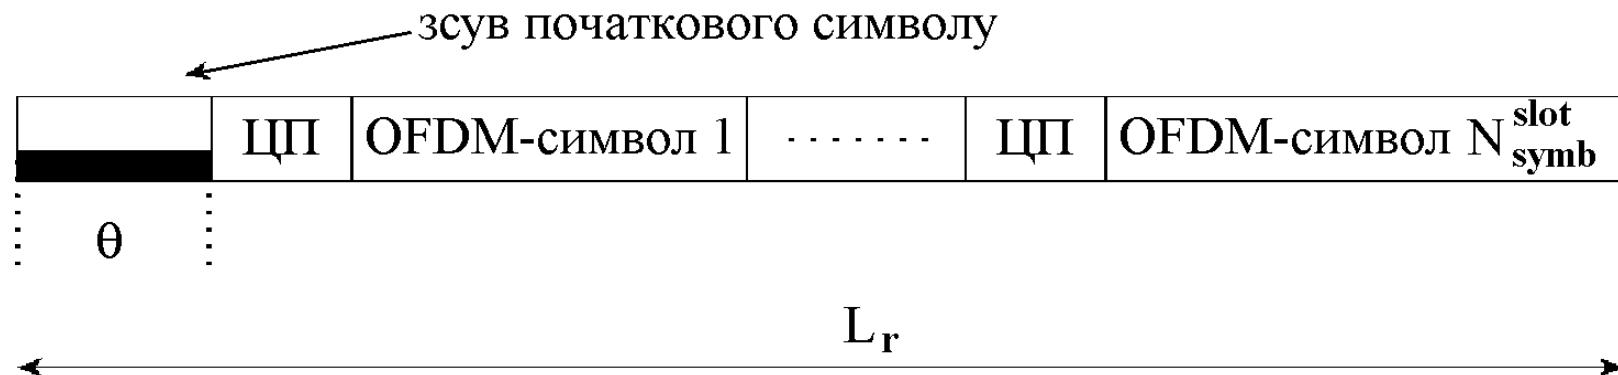 зсув початкового символу
ЦП OFDM-символ 1 ....... ЦП OFDM-символ N slot symb
θ
L r